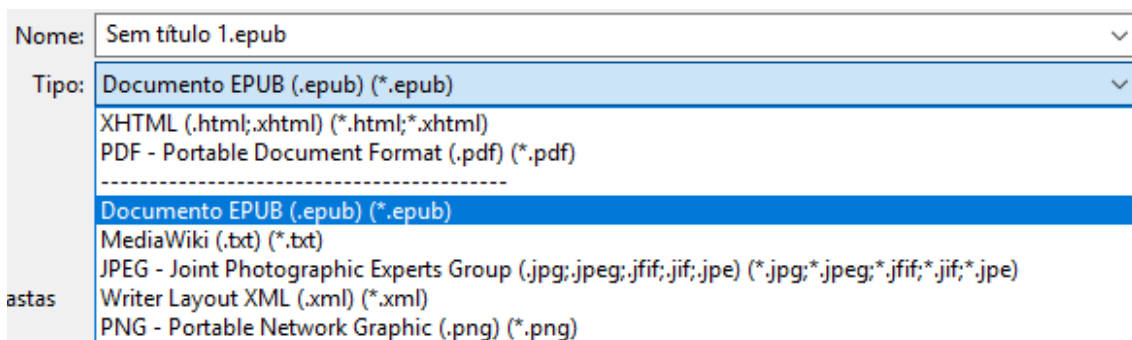 Nome: Sem título 1.epub
Tipo: Documento EPUB (.epub) (*.epub)
XHTML (.html;.xhtml) (*.html;*.xhtml)
PDF - Portable Document Format (.pdf) (*.pdf)
------------------------------------------
Documento EPUB (.epub) (*.epub)
MediaWiki (.txt) (*.txt)
JPEG - Joint Photographic Experts Group (.jpg;.jpeg;.jfif;.jif;.jpe) (*.jpg;*.jpeg;*.jfif;*.jif;*.jpe)
astas Writer Layout XML (.xml) (*.xml)
PNG - Portable Network Graphic (.png) (*.png)